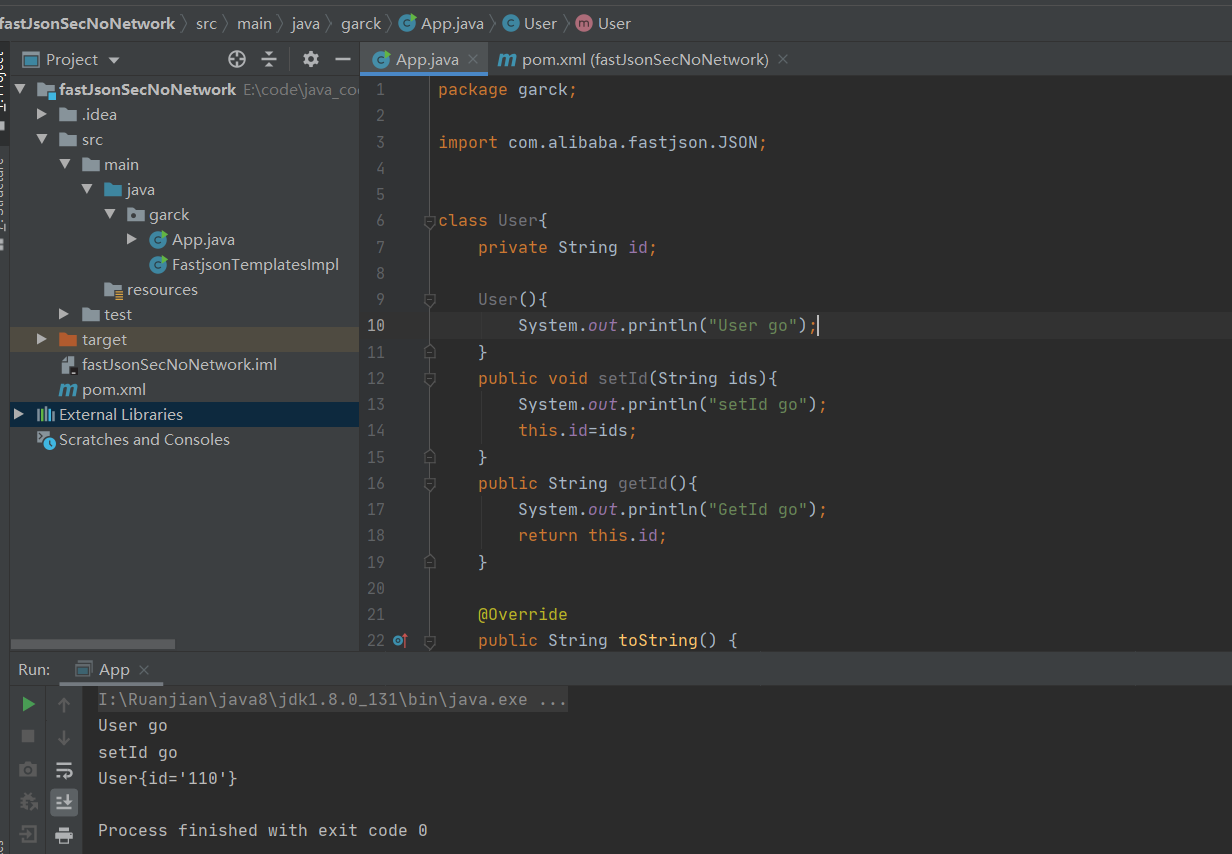 fastJsonSecNoNetwork src main java garck App.java User User
Project
App.java
pom.xml (fastJsonSecNoNetwork)
fastJsonSecNoNetwork E:\code\java_co
.idea
src
main
java
garck
App.java
FastjsonTemplatesImpl
resources
test
target
fastJsonSecNoNetwork.iml
pom.xml
External Libraries
Scratches and Consoles
1 package garck;
2
3 import com.alibaba.fastjson.JSON;
4
5
6 class User{
7 private String id;
8
9 User(){
10 System.out.println("User go");
11 }
12 public void setId(String ids){
13 System.out.println("setId go");
14 this.id=ids;
15 }
16 public String getId(){
17 System.out.println("GetId go");
18 return this.id;
19 }
20
21 @Override
22 public String toString() {
Run: App
I:\Ruanjian\java8\jdk1.8.0_131\bin\java.exe ...
User go
setId go
User{id='110'}
Process finished with exit code 0